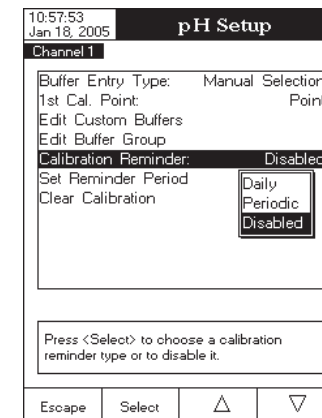 10:57:53
Jan 18, 2005
pH Setup
Channel 1
Buffer Entry Type: Manual Selection
1st Cal. Point: Point
Edit Custom Buffers
Edit Buffer Group
Calibration Reminder: Disabled
Set Reminder Period
Clear Calibration
Daily
Periodic
Disabled
Press <Select> to choose a calibration
reminder type or to disable it.
Escape Select △ ▽